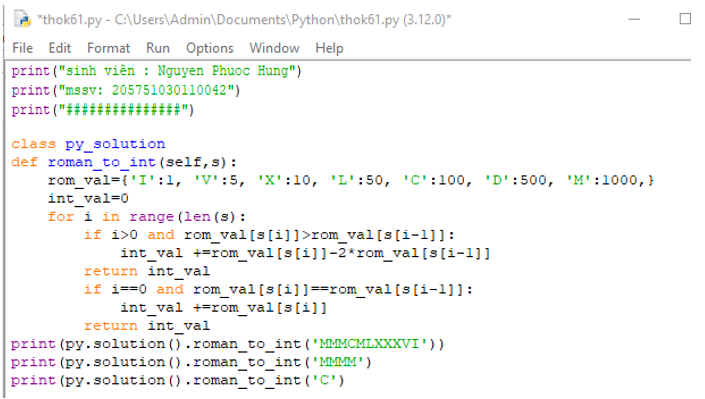 *thok61.py - C:\Users\Admin\Documents\Python\thok61.py (3.12.0)*
File Edit Format Run Options Window Help
print("sinh viên : Nguyen Phuoc Hung")
print("mssv: 205751030110042")
print("###############")
class py_solution
def roman_to_int(self,s):
    rom_val={'I':1, 'V':5, 'X':10, 'L':50, 'C':100, 'D':500, 'M':1000,}
    int_val=0
    for i in range(len(s):
        if i>0 and rom_val[s[i]]>rom_val[s[i-1]]:
            int_val +=rom_val[s[i]]-2*rom_val[s[i-1]]
        return int_val
        if i==0 and rom_val[s[i]]==rom_val[s[i-1]]:
            int_val +=rom_val[s[i]]
        return int_val
print(py.solution().roman_to_int('MMMCMLXXXVI'))
print(py.solution().roman_to_int('MMMM')
print(py.solution().roman_to_int('C')